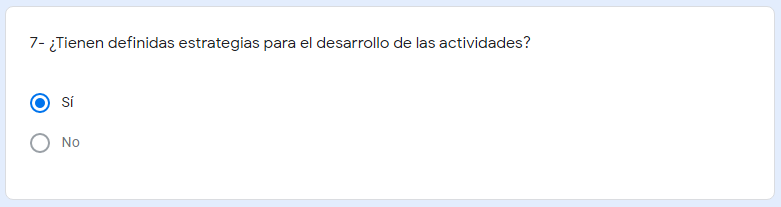 7- ¿Tienen definidas estrategias para el desarrollo de las actividades?
Sí
No